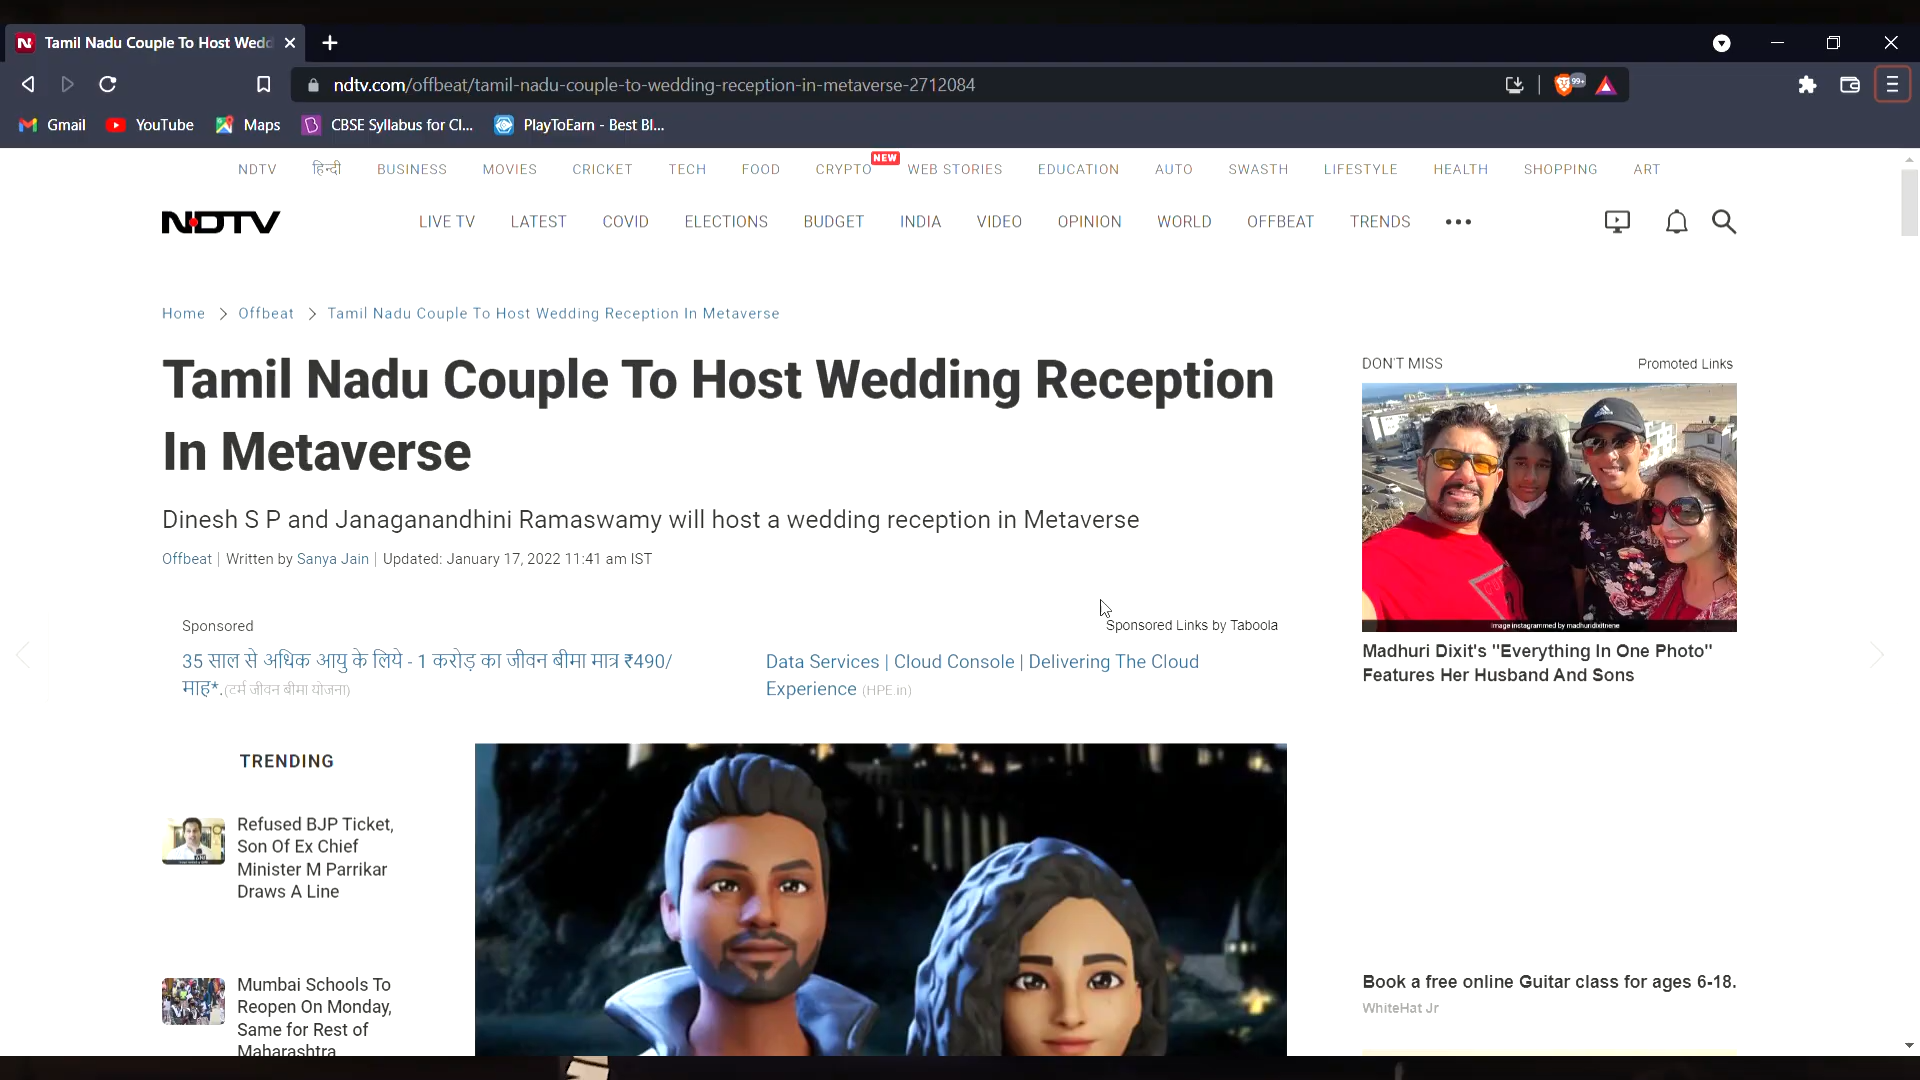 Tamil Nadu Couple To Host Wedd
ndtv.com/offbeat/tamil-nadu-couple-to-wedding-reception-in-metaverse-2712084
99+
Gmail YouTube Maps CBSE Syllabus for Cl... PlayToEarn - Best Bl...
NDTV हिन्दी BUSINESS MOVIES CRICKET TECH FOOD CRYPTO NEW WEB STORIES EDUCATION AUTO SWASTH LIFESTYLE HEALTH SHOPPING ART
NDTV LIVE TV LATEST COVID ELECTIONS BUDGET INDIA VIDEO OPINION WORLD OFFBEAT TRENDS
Home > Offbeat > Tamil Nadu Couple To Host Wedding Reception In Metaverse
Tamil Nadu Couple To Host Wedding Reception
In Metaverse
Dinesh S P and Janaganandhini Ramaswamy will host a wedding reception in Metaverse
Offbeat | Written by Sanya Jain | Updated: January 17, 2022 11:41 am IST
Sponsored
Sponsored Links by Taboola
35 साल से अधिक आयु के लिये - 1 करोड़ का जीवन बीमा मात्र ₹490/
माह*.(टर्म जीवन बीमा योजना)
Data Services | Cloud Console | Delivering The Cloud
Experience (HPE.in)
TRENDING
Refused BJP Ticket,
Son Of Ex Chief
Minister M Parrikar
Draws A Line
Mumbai Schools To
Reopen On Monday,
Same for Rest of
Maharashtra
DON'T MISS
Promoted Links
Image instagrammed by madhuridixitnene
Madhuri Dixit's "Everything In One Photo"
Features Her Husband And Sons
Book a free online Guitar class for ages 6-18.
WhiteHat Jr